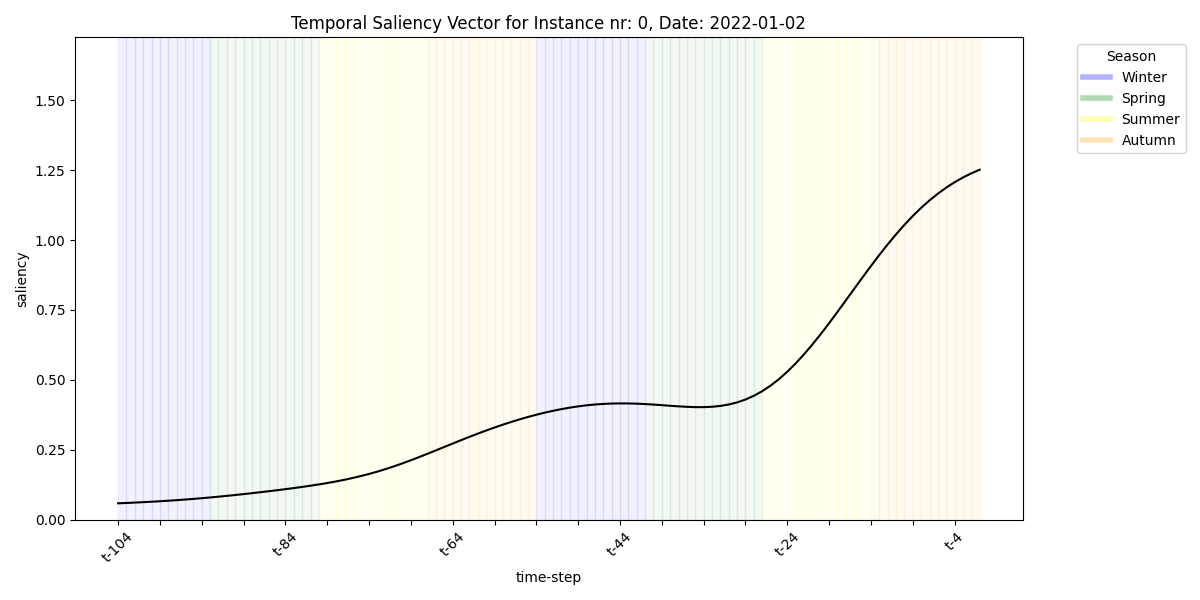 Temporal Saliency Vector for Instance nr: 0, Date: 2022-01-02
Season
Winter
Spring
Summer
Autumn
saliency
1.50
1.25
1.00
0.75
0.50
0.25
0.00
t-104
t-84
t-64
t-44
t-24
t-4
time-step